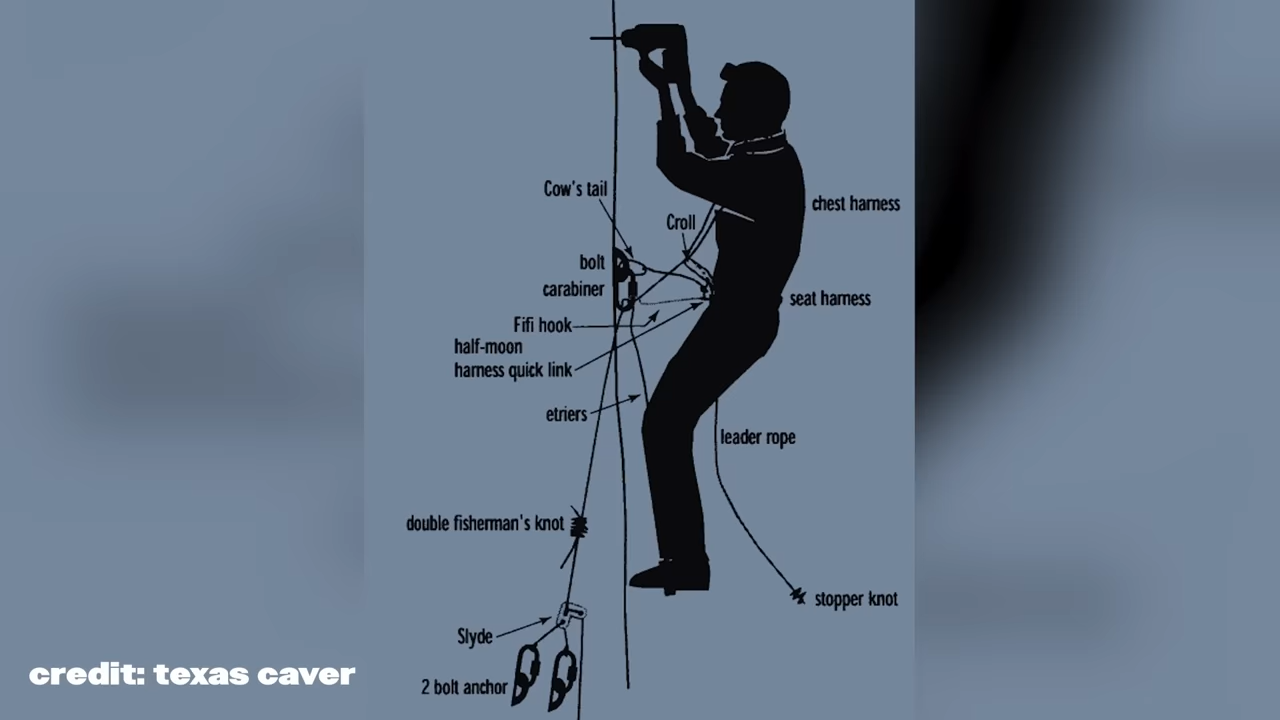 Cow's tail
chest harness
Croll
bolt
carabiner
seat harness
Fifi hook
half-moon
harness quick link
etriers
leader rope
double fisherman's knot
stopper knot
Slyde
2 bolt anchor
credit: texas caver